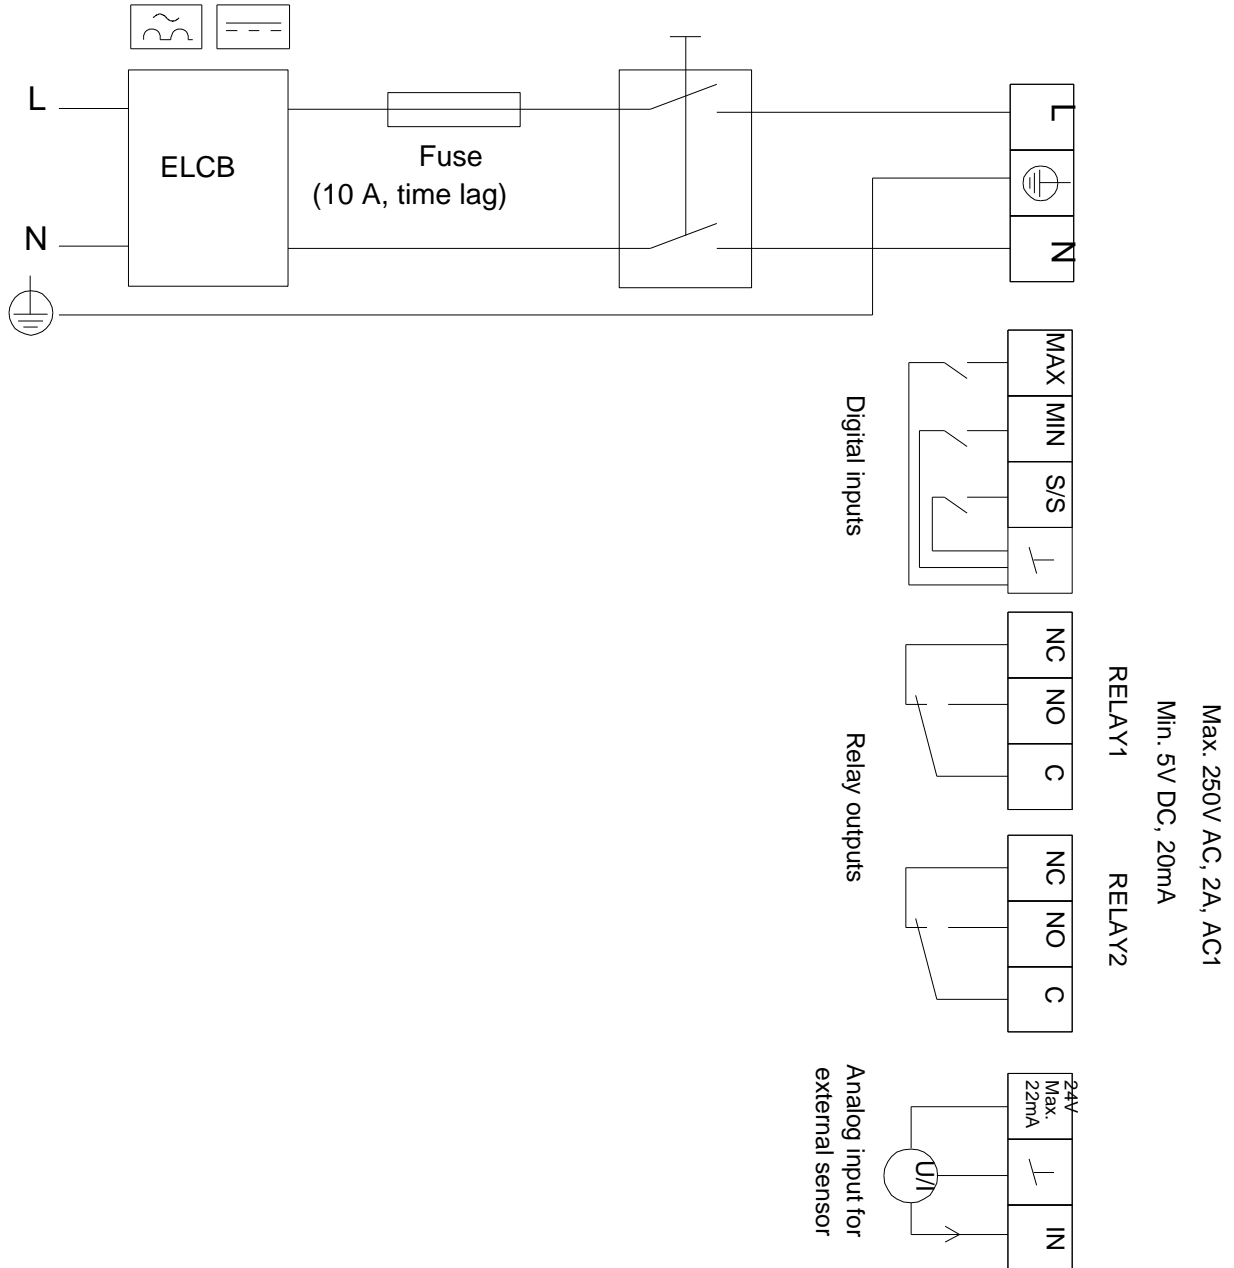 L
ELCB
Fuse
(10 A, time lag)
N
L
N
MAX
MIN
S/S
Digital inputs
NC
NO
C
RELAY1
Relay outputs
NC
NO
C
RELAY2
Max. 250V AC, 2A, AC1
Min. 5V DC, 20mA
24V
Max.
22mA
IN
U/I
Analog input for
external sensor